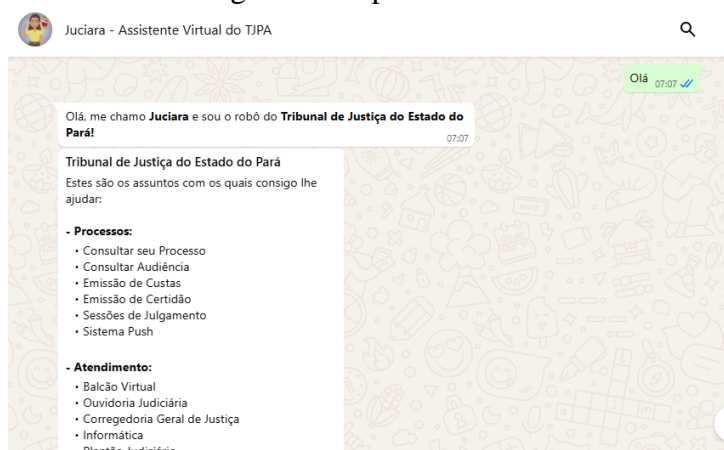 Juciara - Assistente Virtual do TJPA
Olá 07:07
Olá, me chamo Juciara e sou o robô do Tribunal de Justiça do Estado do
Pará!
07:07
Tribunal de Justiça do Estado do Pará
Estes são os assuntos com os quais consigo lhe
ajudar:
- Processos:
• Consultar seu Processo
• Consultar Audiência
• Emissão de Custas
• Emissão de Certidão
• Sessões de Julgamento
• Sistema Push
- Atendimento:
• Balcão Virtual
• Ouvidoria Judiciária
• Corregedoria Geral de Justiça
• Informática
• Plantão Judiciário